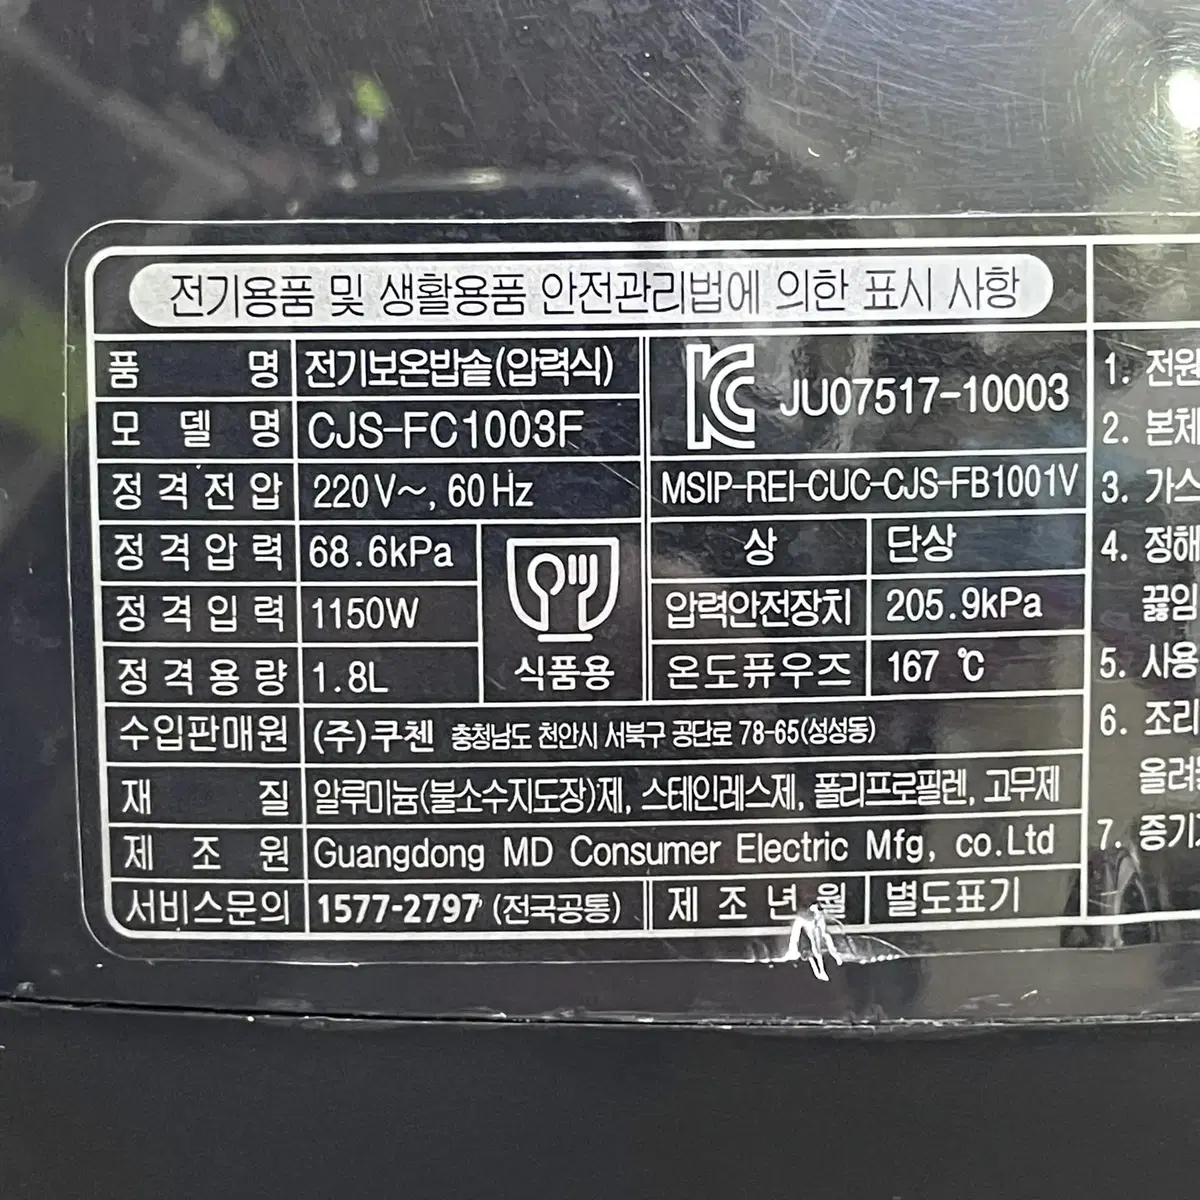 전기용품 및 생활용품 안전관리법에 의한 표시 사항
품 명 전기보온밥솥(압력식)
모 델 명 CJS-FC1003F
정 격 전 압 220V~, 60Hz
KC JU07517-10003
MSIP-REI-CUC-CJS-FB1001V
정 격 압 력 68.6kPa
정 격 입 력 1150W
정 격 용 량 1.8L
식품용
상 단상
압력안전장치 205.9kPa
온도퓨우즈 167 ℃
수입판매원 (주)쿠첸 충청남도 천안시 서북구 공단로 78-65(성성동)
재 질 알루미늄(불소수지도장)제, 스테인레스제, 폴리프로필렌, 고무제
제 조 원 Guangdong MD Consumer Electric Mfg, co.Ltd
서비스문의 1577-2797 (전국공통) 제 조 년 월 별도표기
1. 전원
2. 본체
3. 가스
4. 정해
끓임
5. 사용
6. 조리
올려
7. 증기